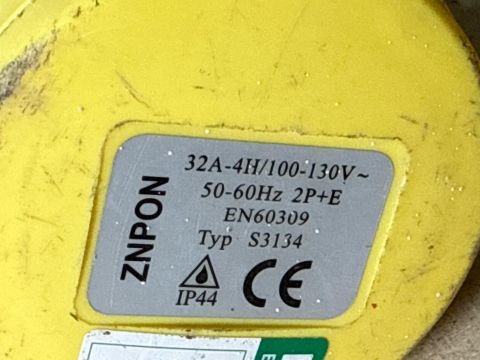 ZNPON
32A-4H/100-130V~
50-60Hz 2P+E
EN60309
Typ S3134
IP44
CE